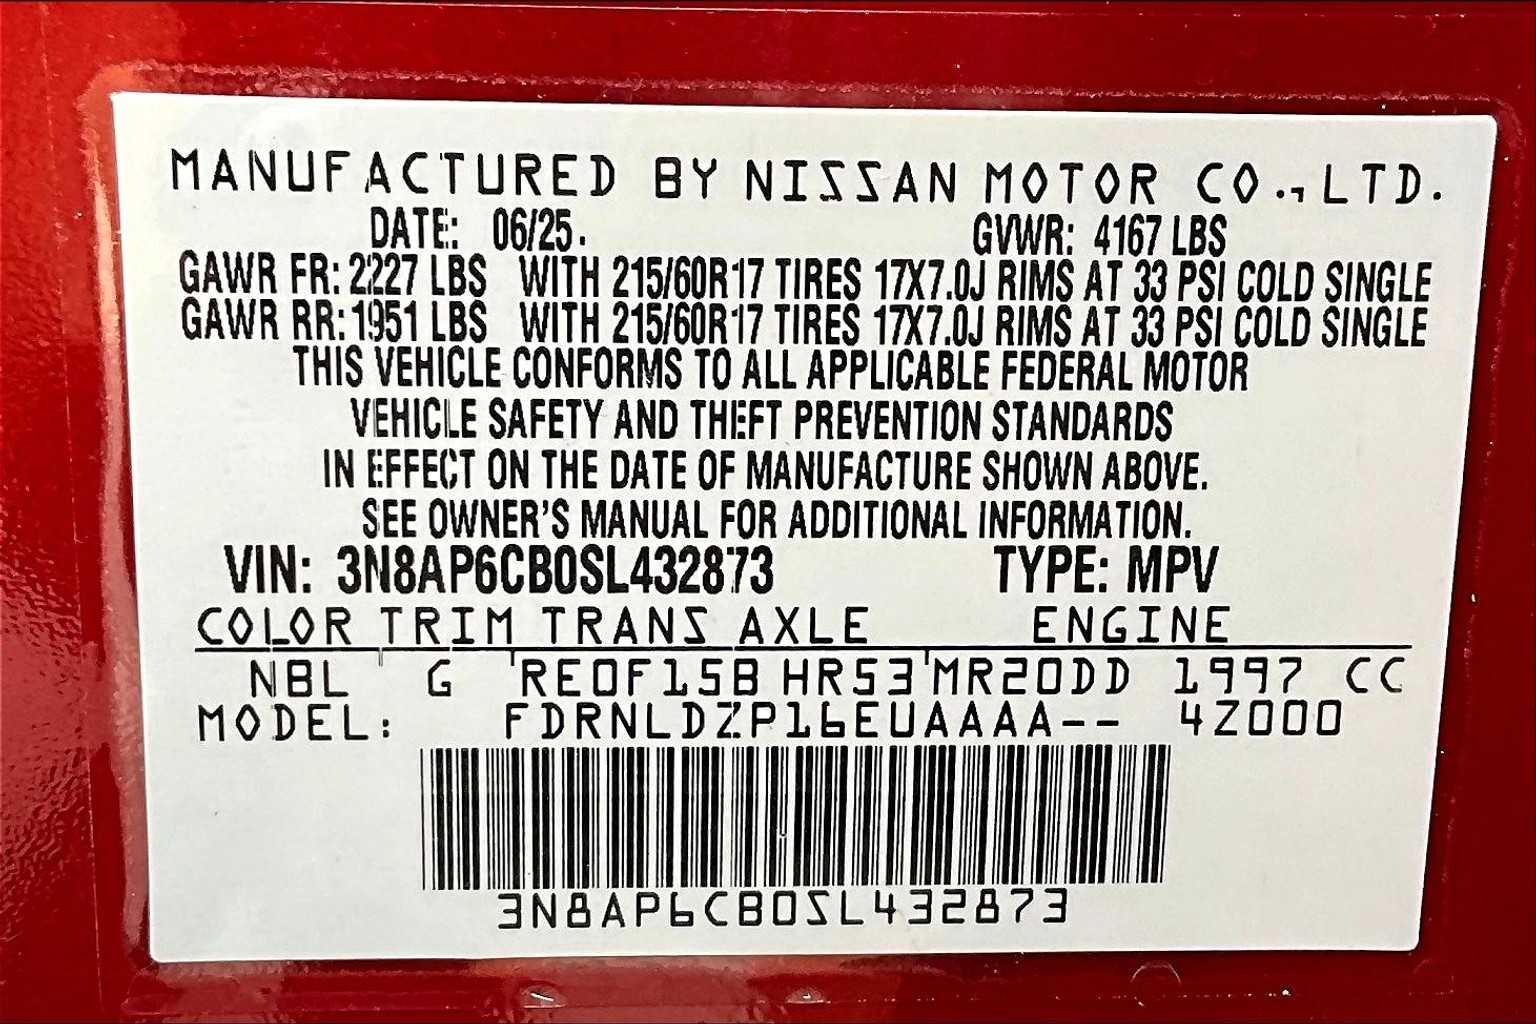 MANUFACTURED BY NISSAN MOTOR CO.,LTD.
DATE: 06/25. GVWR: 4167 LBS
GAWR FR: 2227 LBS WITH 215/60R17 TIRES 17X7.0J RIMS AT 33 PSI COLD SINGLE
GAWR RR: 1951 LBS WITH 215/60R17 TIRES 17X7.0J RIMS AT 33 PSI COLD SINGLE
THIS VEHICLE CONFORMS TO ALL APPLICABLE FEDERAL MOTOR
VEHICLE SAFETY AND THEFT PREVENTION STANDARDS
IN EFFECT ON THE DATE OF MANUFACTURE SHOWN ABOVE.
SEE OWNER'S MANUAL FOR ADDITIONAL INFORMATION.
VIN: 3N8AP6CB0SL432873 TYPE: MPV
COLOR TRIM TRANS AXLE ENGINE
NBL G RE0F15B HR53 MR20DD 1997 CC
MODEL: FDRNLDZP16EUAAAA-- 4Z000
3N8AP6CB0SL432873